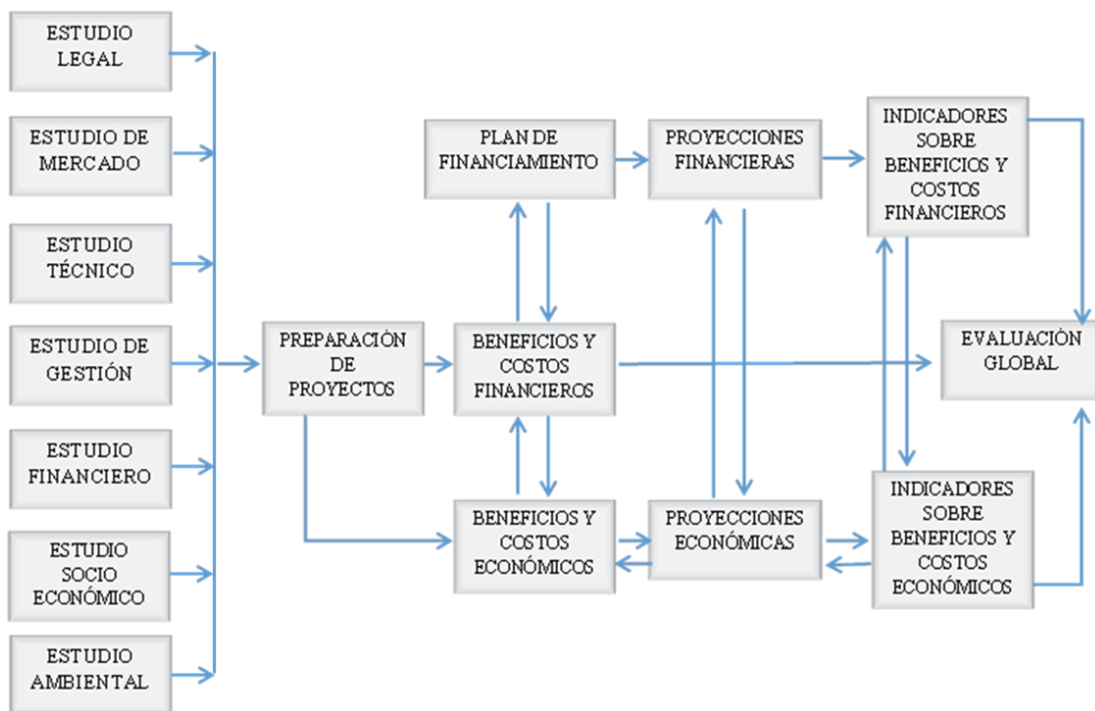 ESTUDIO
LEGAL
ESTUDIO DE
MERCADO
ESTUDIO
TÉCNICO
ESTUDIO DE
GESTIÓN
ESTUDIO
FINANCIERO
ESTUDIO
SOCIO
ECONÓMICO
ESTUDIO
AMBIENTAL
PREPARACIÓN
DE
PROYECTOS
PLAN DE
FINANCIAMIENTO
BENEFICIOS Y
COSTOS
FINANCIEROS
BENEFICIOS Y
COSTOS
ECONÓMICOS
PROYECCIONES
FINANCIERAS
PROYECCIONES
ECONÓMICAS
INDICADORES
SOBRE
BENEFICIOS Y
COSTOS
FINANCIEROS
INDICADORES
SOBRE
BENEFICIOS Y
COSTOS
ECONÓMICOS
EVALUACIÓN
GLOBAL